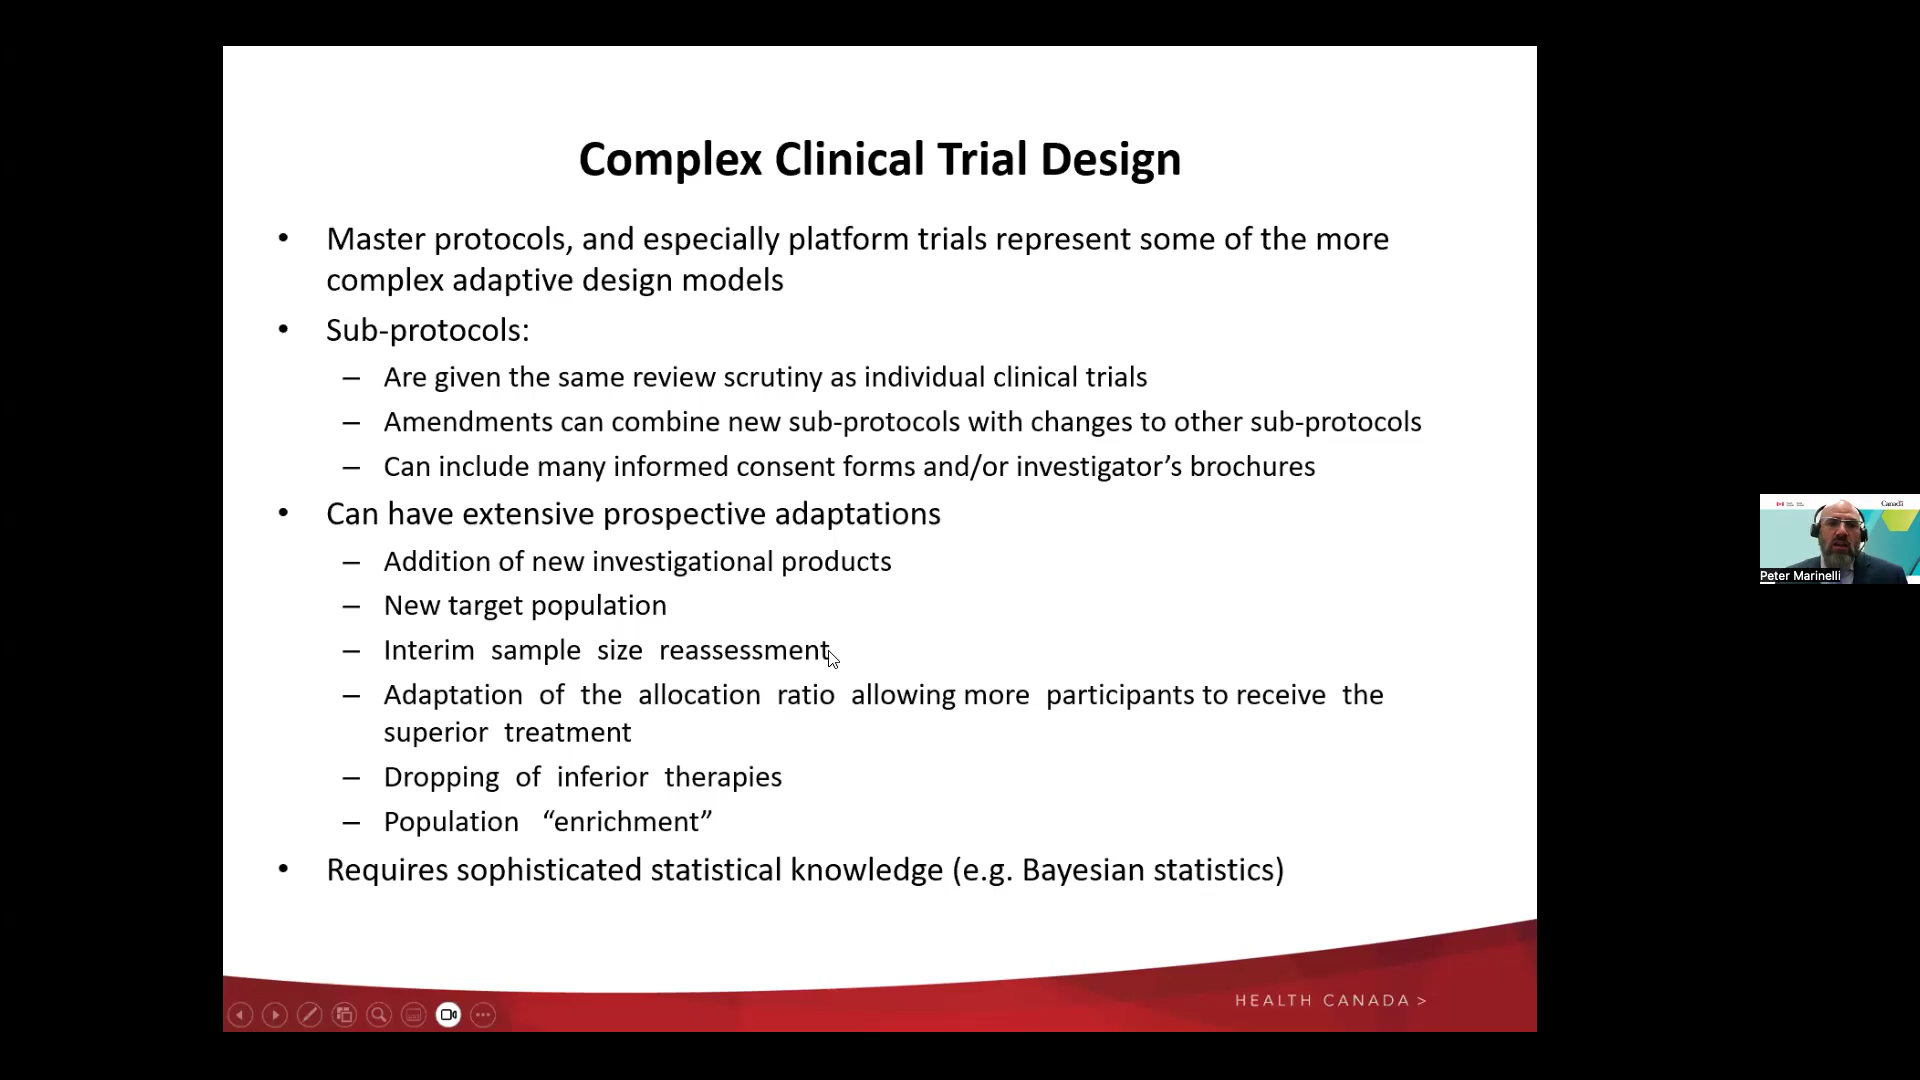 Complex Clinical Trial Design
• Master protocols, and especially platform trials represent some of the more
complex adaptive design models
• Sub-protocols:
– Are given the same review scrutiny as individual clinical trials
– Amendments can combine new sub-protocols with changes to other sub-protocols
– Can include many informed consent forms and/or investigator’s brochures
• Can have extensive prospective adaptations
– Addition of new investigational products
– New target population
– Interim sample size reassessment
– Adaptation of the allocation ratio allowing more participants to receive the
superior treatment
– Dropping of inferior therapies
– Population “enrichment”
• Requires sophisticated statistical knowledge (e.g. Bayesian statistics)
HEALTH CANADA >
Canada
Peter Marinelli